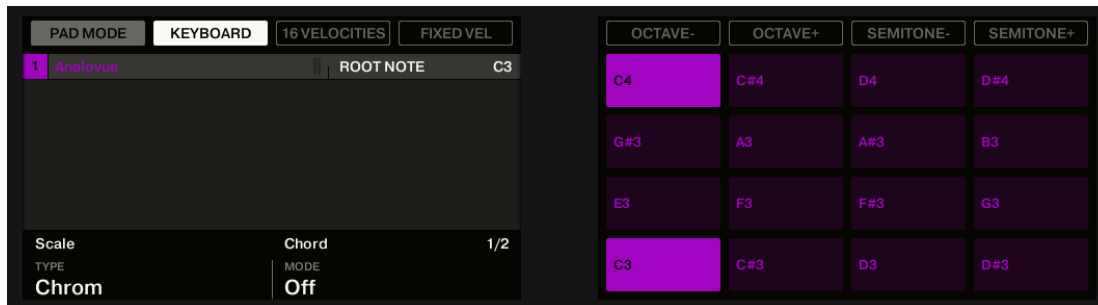 PAD MODE KEYBOARD 16 VELOCITIES FIXED VEL
1 Analovue ROOT NOTE C3
Scale Chord 1/2
TYPE MODE
Chrom Off
OCTAVE- OCTAVE+ SEMITONE- SEMITONE+
C4 C#4 D4 D#4
G#3 A3 A#3 B3
E3 F3 F#3 G3
C3 C#3 D3 D#3